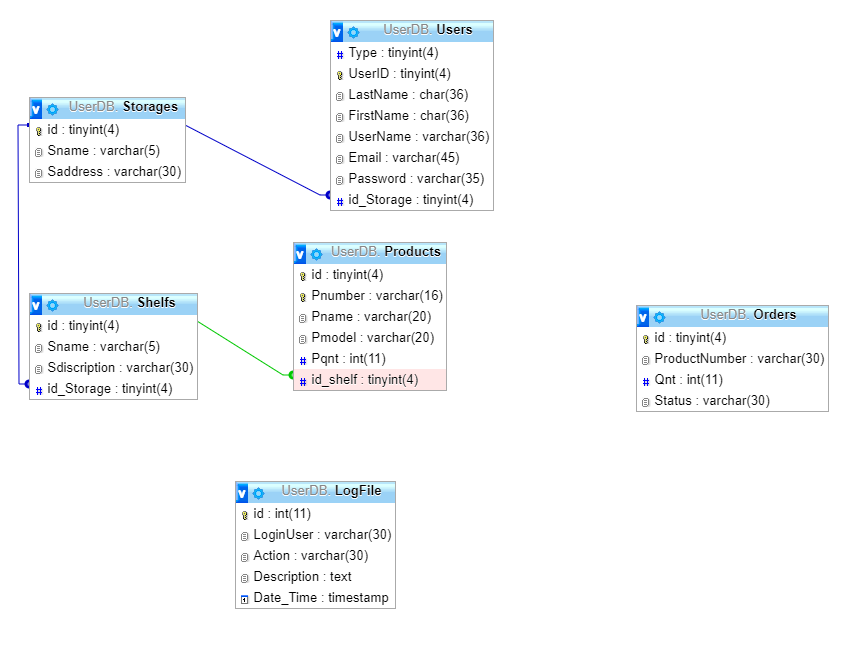 UserDB. Users
Type : tinyint(4)
UserID : tinyint(4)
LastName : char(36)
FirstName : char(36)
UserName : varchar(36)
Email : varchar(45)
Password : varchar(35)
id_Storage : tinyint(4)
UserDB. Storages
id : tinyint(4)
Sname : varchar(5)
Saddress : varchar(30)
UserDB. Products
id : tinyint(4)
Pnumber : varchar(16)
Pname : varchar(20)
Pmodel : varchar(20)
Pqnt : int(11)
id_shelf : tinyint(4)
UserDB. Shelfs
id : tinyint(4)
Sname : varchar(5)
Sdiscription : varchar(30)
id_Storage : tinyint(4)
UserDB. Orders
id : tinyint(4)
ProductNumber : varchar(30)
Qnt : int(11)
Status : varchar(30)
UserDB. LogFile
id : int(11)
LoginUser : varchar(30)
Action : varchar(30)
Description : text
Date_Time : timestamp